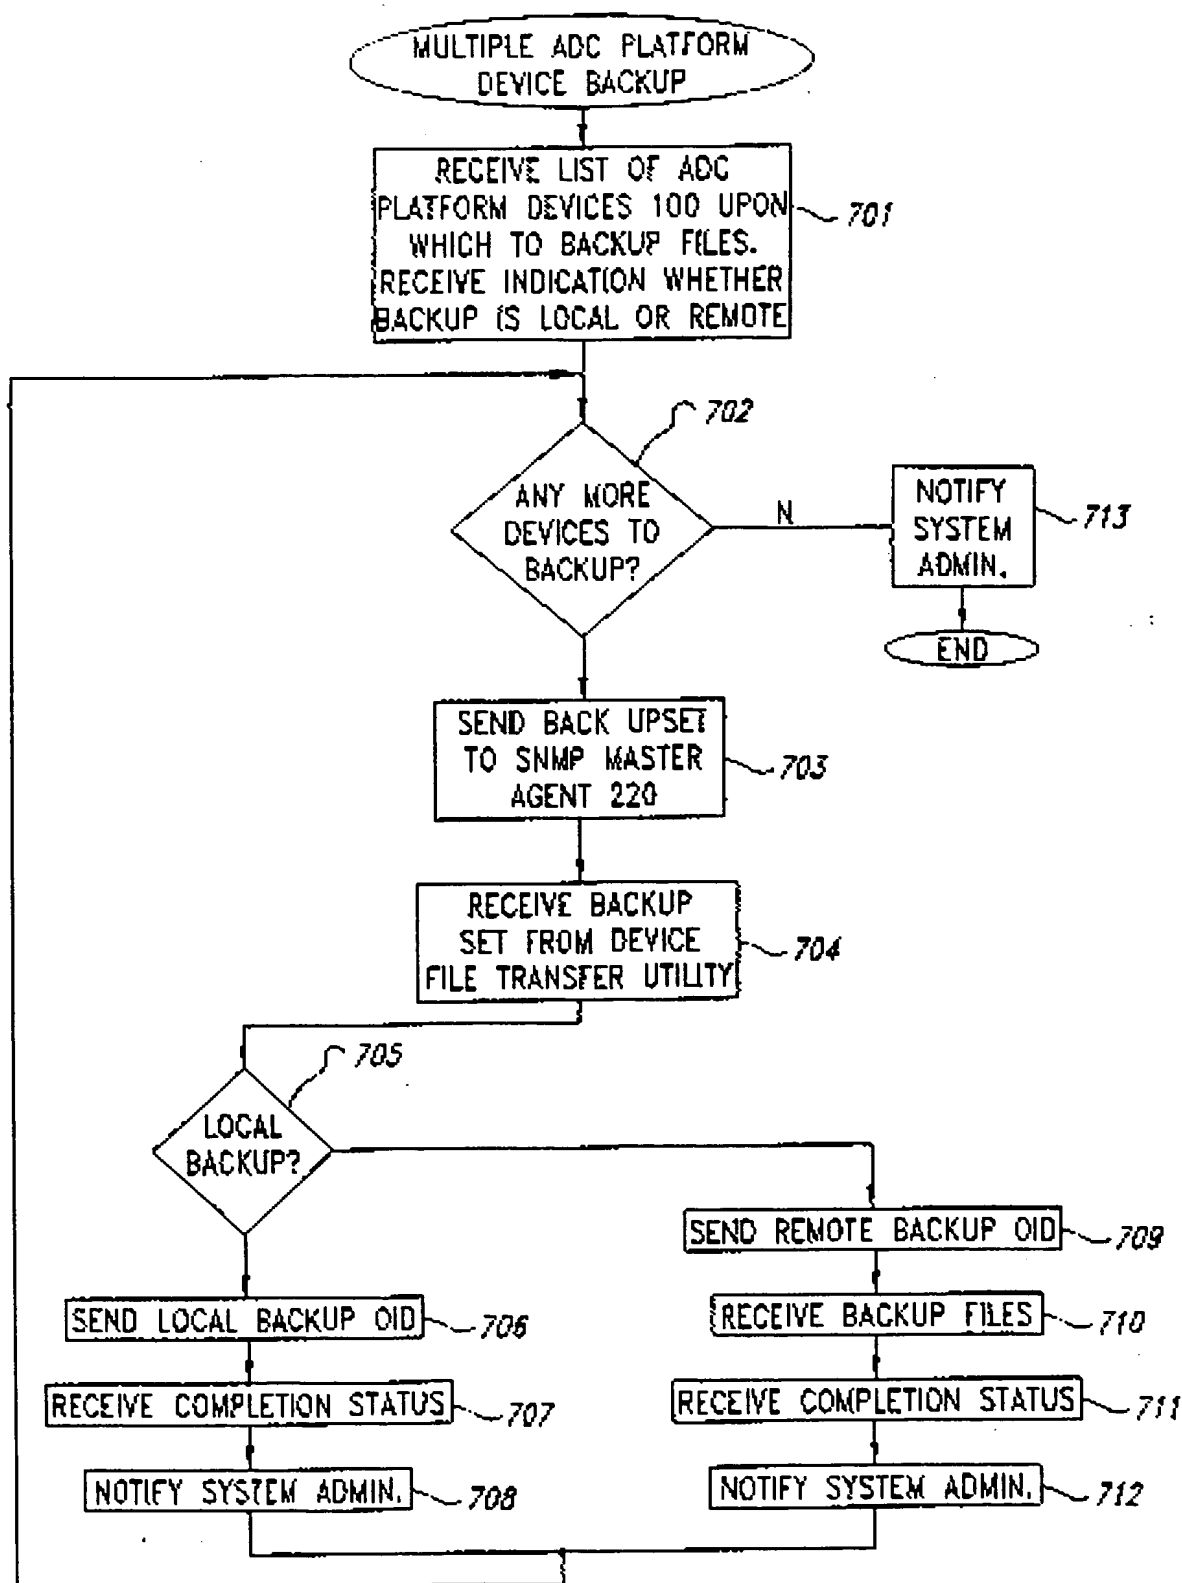 MULTIPLE ADC PLATFORM
DEVICE BACKUP
RECEIVE LIST OF ADC
PLATFORM DEVICES 100 UPON
WHICH TO BACKUP FILES.
RECEIVE INDICATION WHETHER
BACKUP IS LOCAL OR REMOTE
701
702
ANY MORE
DEVICES TO
BACKUP?
N
NOTIFY
SYSTEM
ADMIN.
713
END
SEND BACK UPSET
TO SNMP MASTER
AGENT 220
703
RECEIVE BACKUP
SET FROM DEVICE
FILE TRANSFER UTILITY
704
705
LOCAL
BACKUP?
SEND REMOTE BACKUP OID
709
SEND LOCAL BACKUP OID
706
RECEIVE BACKUP FILES
710
RECEIVE COMPLETION STATUS
707
RECEIVE COMPLETION STATUS
711
NOTIFY SYSTEM ADMIN.
708
NOTIFY SYSTEM ADMIN.
712